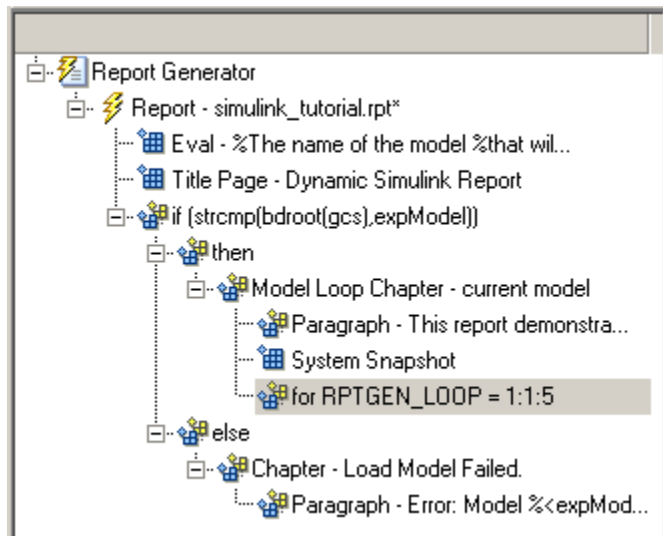 Report Generator
Report - simulink_tutorial.rpt*
Eval - %The name of the model %that wil...
Title Page - Dynamic Simulink Report
if (strcmp(bdroot(gcs),expModel))
then
Model Loop Chapter - current model
Paragraph - This report demonstra...
System Snapshot
for RPTGEN_LOOP = 1:1:5
else
Chapter - Load Model Failed.
Paragraph - Error: Model %<expMod...